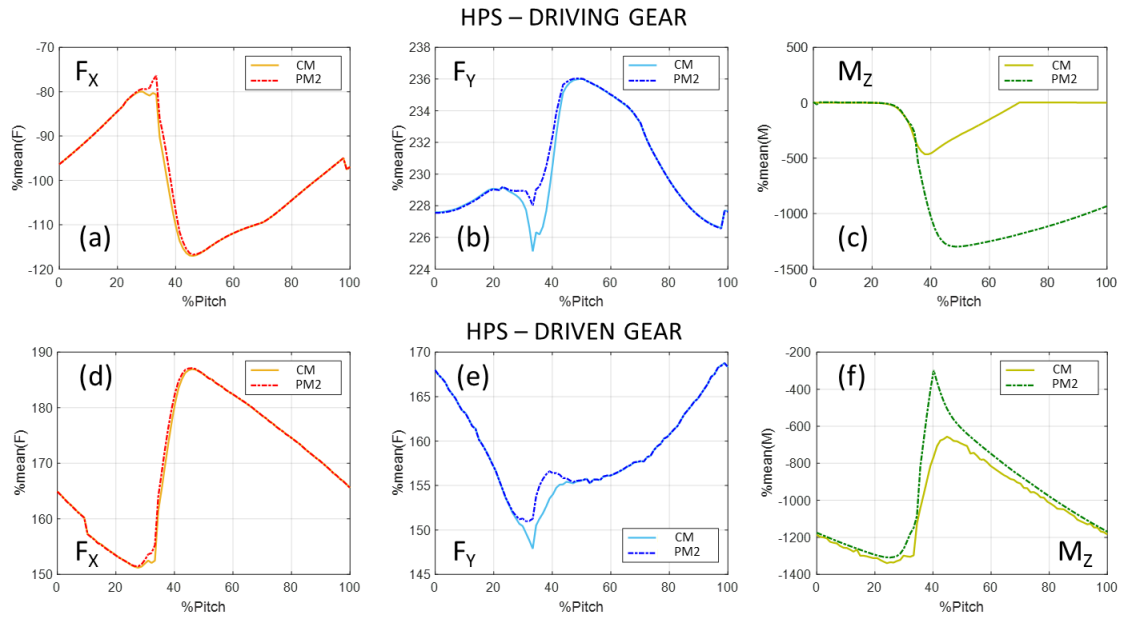 HPS – DRIVING GEAR
-70
-80
-90
-100
-110
-120
0
20
40
60
80
100
%mean(F)
%Pitch
F_X
(a)
CM
PM2
238
236
234
232
230
228
226
224
0
20
40
60
80
100
%mean(F)
%Pitch
F_Y
(b)
CM
PM2
500
0
-500
-1000
-1500
0
20
40
60
80
100
%mean(M)
%Pitch
M_Z
(c)
CM
PM2
HPS – DRIVEN GEAR
190
180
170
160
150
0
20
40
60
80
100
%mean(F)
%Pitch
(d)
F_X
CM
PM2
170
165
160
155
150
145
0
20
40
60
80
100
%mean(F)
%Pitch
(e)
F_Y
CM
PM2
-200
-400
-600
-800
-1000
-1200
-1400
0
20
40
60
80
100
%mean(M)
%Pitch
(f)
M_Z
CM
PM2